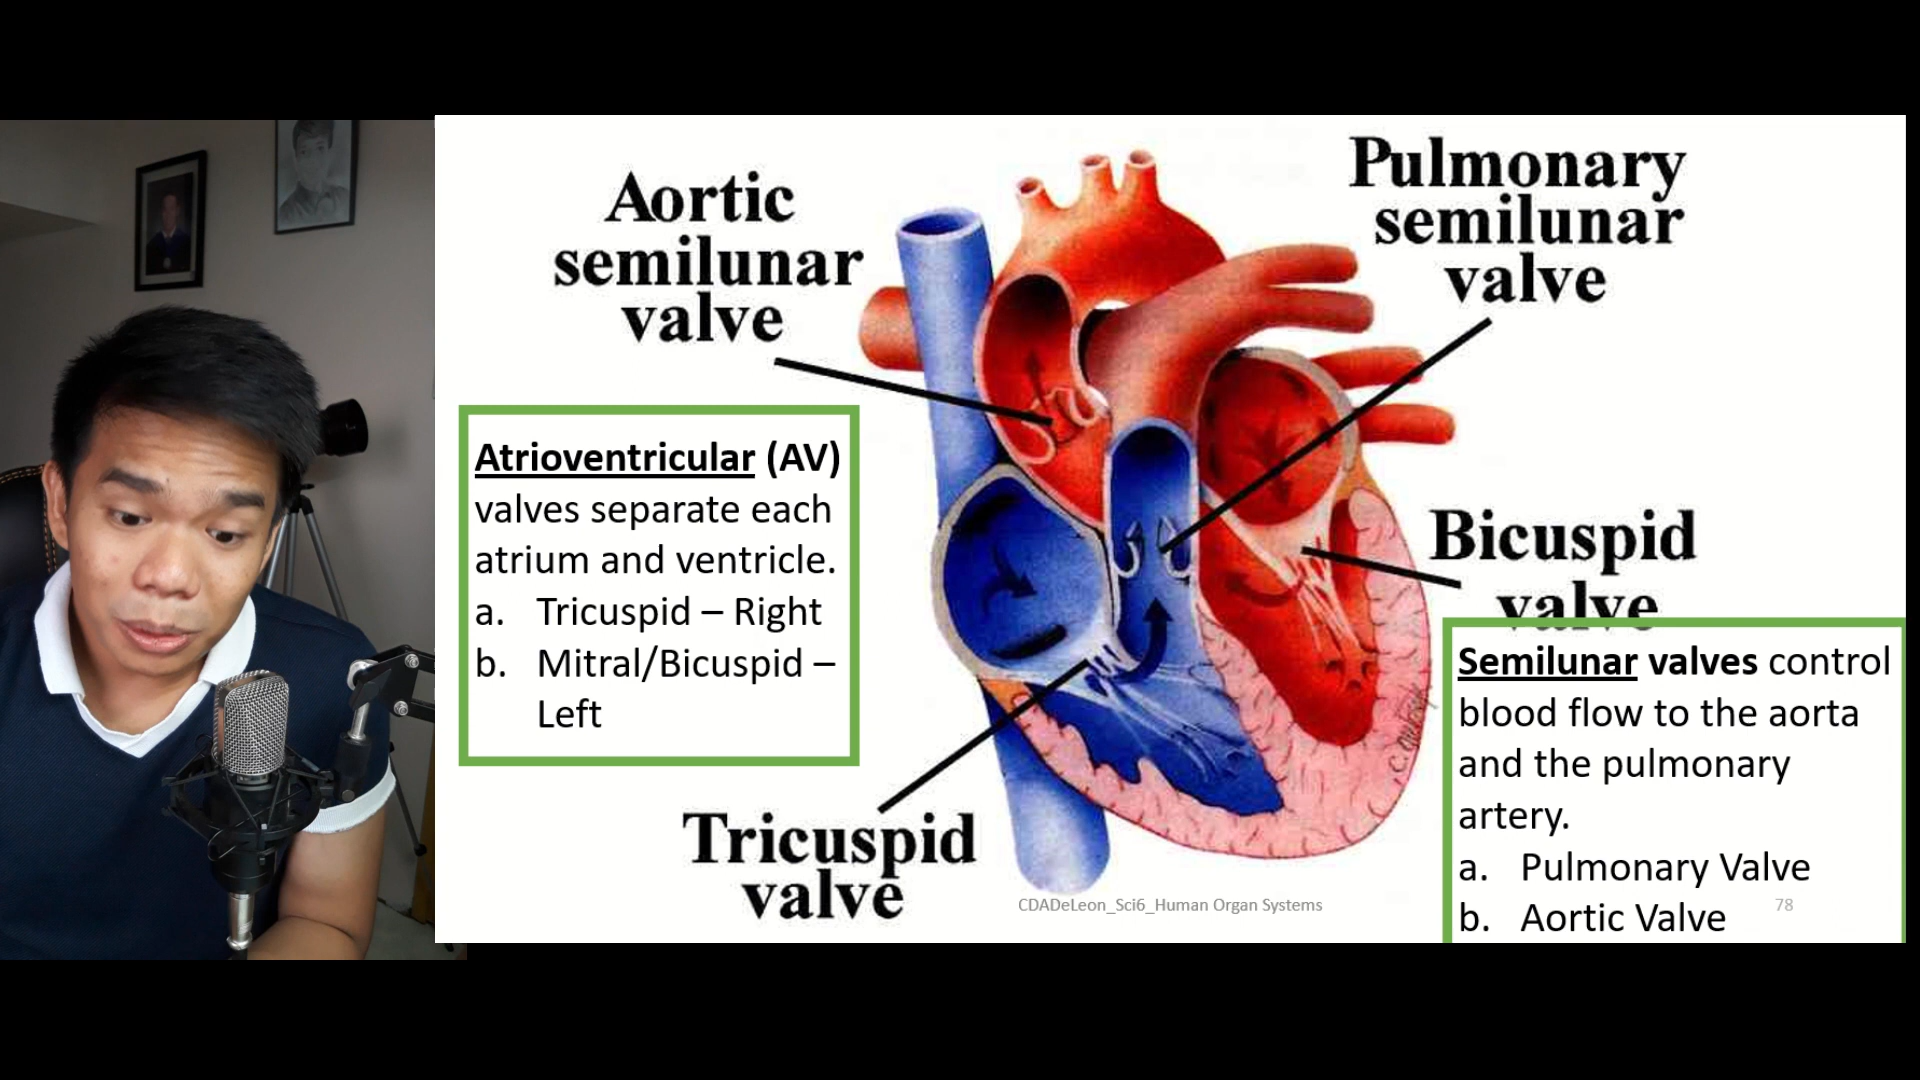 Aortic
semilunar
valve
Pulmonary
semilunar
valve
Atrioventricular (AV)
valves separate each
atrium and ventricle.
a. Tricuspid – Right
b. Mitral/Bicuspid –
Left
Bicuspid
valve
Semilunar valves control
blood flow to the aorta
and the pulmonary
artery.
a. Pulmonary Valve
b. Aortic Valve
Tricuspid
valve
CDADeLeon_Sci6_Human Organ Systems
78